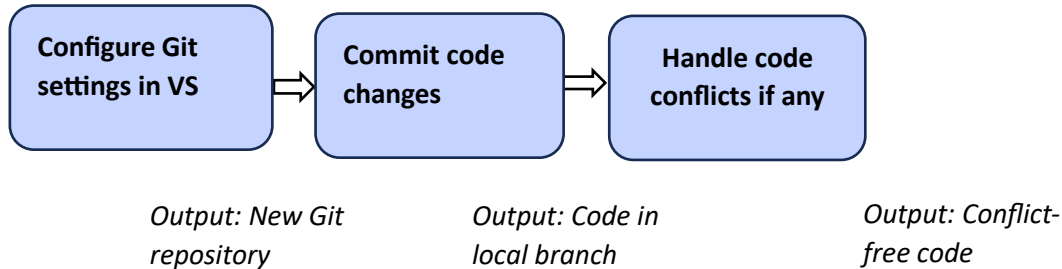 Configure Git
settings in VS
Commit code
changes
Handle code
conflicts if any
Output: New Git
repository
Output: Code in
local branch
Output: Conflict-
free code